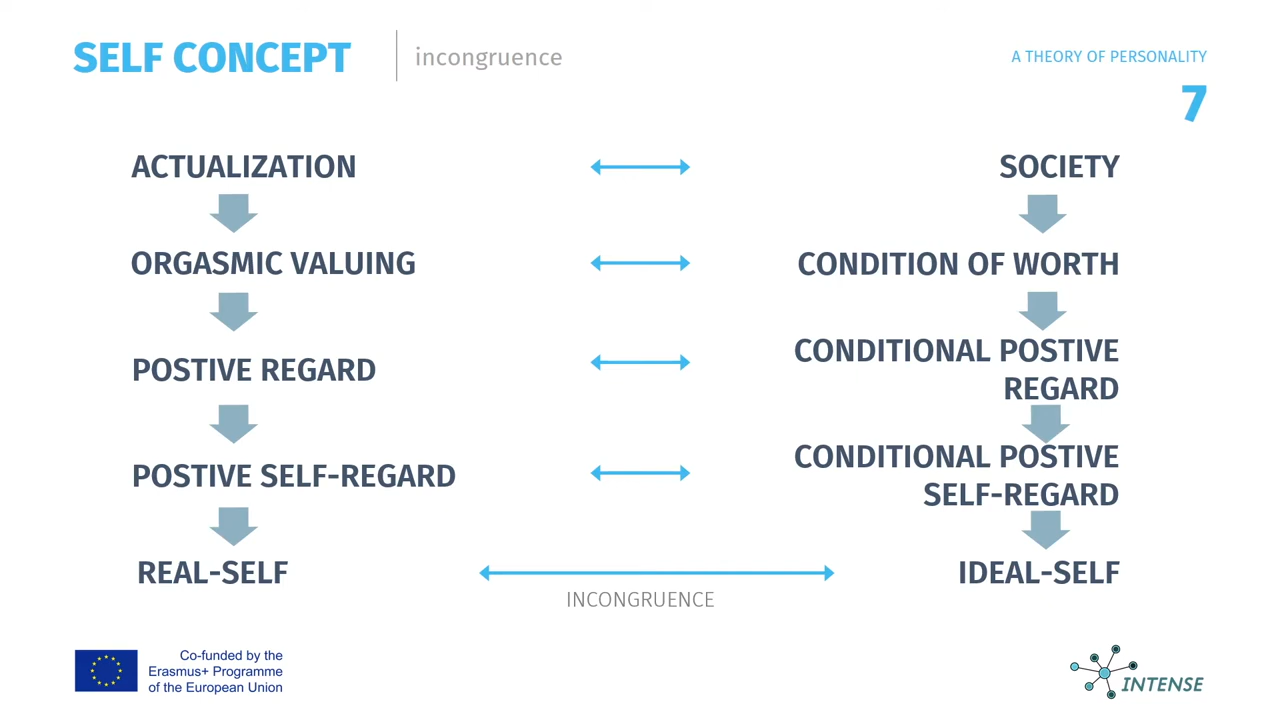 SELF CONCEPT
incongruence
A THEORY OF PERSONALITY
7
ACTUALIZATION
SOCIETY
ORGASMIC VALUING
CONDITION OF WORTH
POSTIVE REGARD
CONDITIONAL POSTIVE
REGARD
POSTIVE SELF-REGARD
CONDITIONAL POSTIVE
SELF-REGARD
REAL-SELF
IDEAL-SELF
INCONGRUENCE
Co-funded by the
Erasmus+ Programme
of the European Union
INTENSE